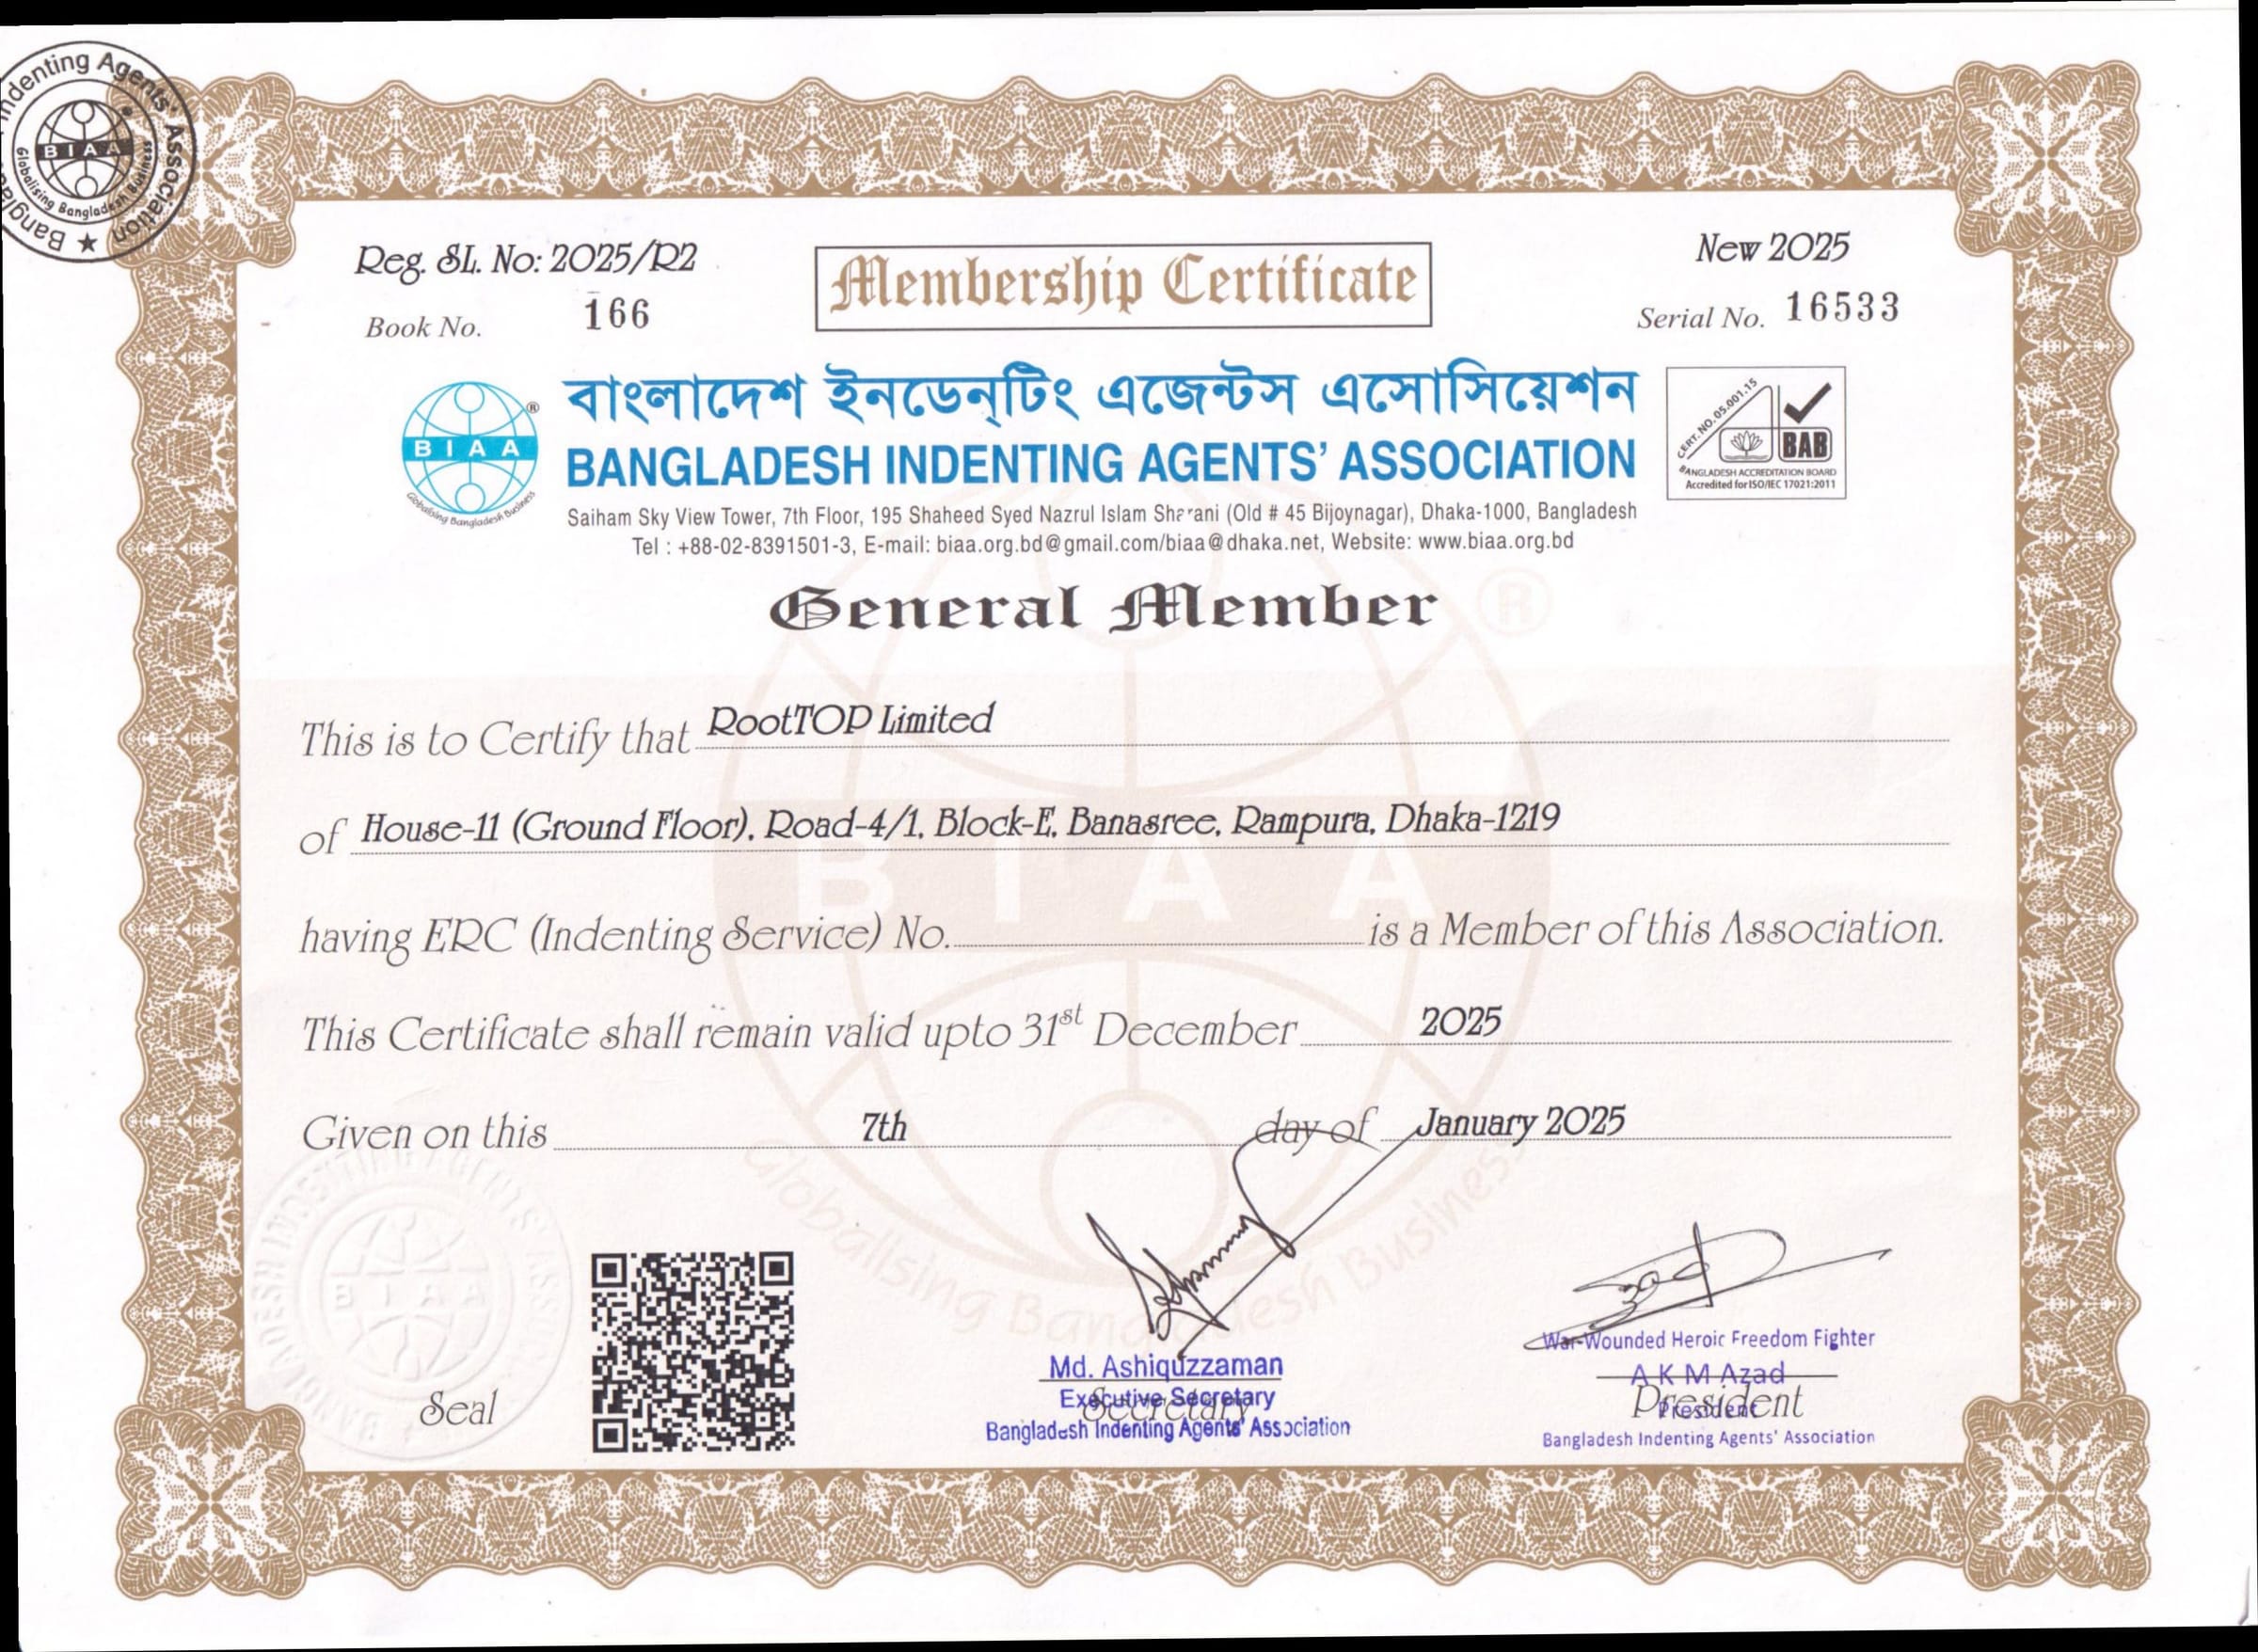 Indenting Agents' Association
BIAA
Globalising Bangladesh Business
Reg. SL. No: 2025/R2
Membership Certificate
New 2025
Book No. 166
Serial No. 16533
বাংলাদেশ ইনডেন্‌টিং এজেন্টস এসোসিয়েশন
BIAA ®
Globalising Bangladesh Business
BANGLADESH INDENTING AGENTS' ASSOCIATION
CERT. NO. 05.001.15
BAB
BANGLADESH ACCREDITATION BOARD
Accredited for ISO/IEC 17021:2011
Saiham Sky View Tower, 7th Floor, 195 Shaheed Syed Nazrul Islam Sharani (Old # 45 Bijoynagar), Dhaka-1000, Bangladesh
Tel : +88-02-8391501-3, E-mail: biaa.org.bd@gmail.com/biaa@dhaka.net, Website: www.biaa.org.bd
General Member
This is to Certify that RootTOP Limited
of House-11 (Ground Floor), Road-4/1, Block-E, Banasree, Rampura, Dhaka-1219
having ERC (Indenting Service) No. is a Member of this Association.
This Certificate shall remain valid upto 31st December 2025
Given on this 7th day of January 2025
BIAA
Globalising Bangladesh Business
Seal
Md. Ashiquzzaman
Executive Secretary
Secretary
Bangladesh Indenting Agents' Association
War-Wounded Heroic Freedom Fighter
A K M Azad
President
President
Bangladesh Indenting Agents' Association